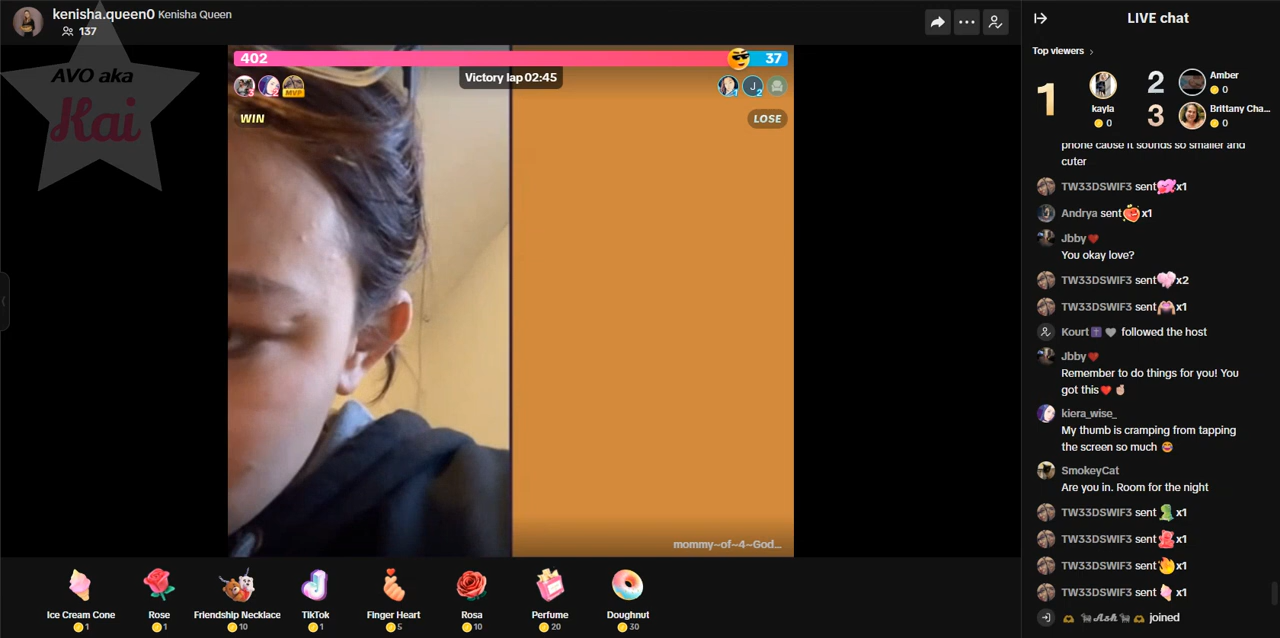 kenisha.queen0 Kenisha Queen
137
AVO aka
Kai
402
37
Victory lap 02:45
3
2
MVP
1
J
2
WIN
LOSE
mommy~of~4~God...
Ice Cream Cone
1
Rose
1
Friendship Necklace
10
TikTok
1
Finger Heart
5
Rosa
10
Perfume
20
Doughnut
30
LIVE chat
Top viewers
1
kayla
0
2
Amber
0
3
Brittany Cha...
0
phone cause it sounds so smaller and
cuter
TW33DSWIF3 sent x1
Andrya sent x1
Jbby❤️
You okay love?
TW33DSWIF3 sent x2
TW33DSWIF3 sent x1
Kourt✝️🩶 followed the host
Jbby❤️
Remember to do things for you! You
got this❤️
kiera_wise_
My thumb is cramping from tapping
the screen so much
SmokeyCat
Are you in. Room for the night
TW33DSWIF3 sent x1
TW33DSWIF3 sent x1
TW33DSWIF3 sent x1
TW33DSWIF3 sent x1
𝓐𝓼𝓱 joined